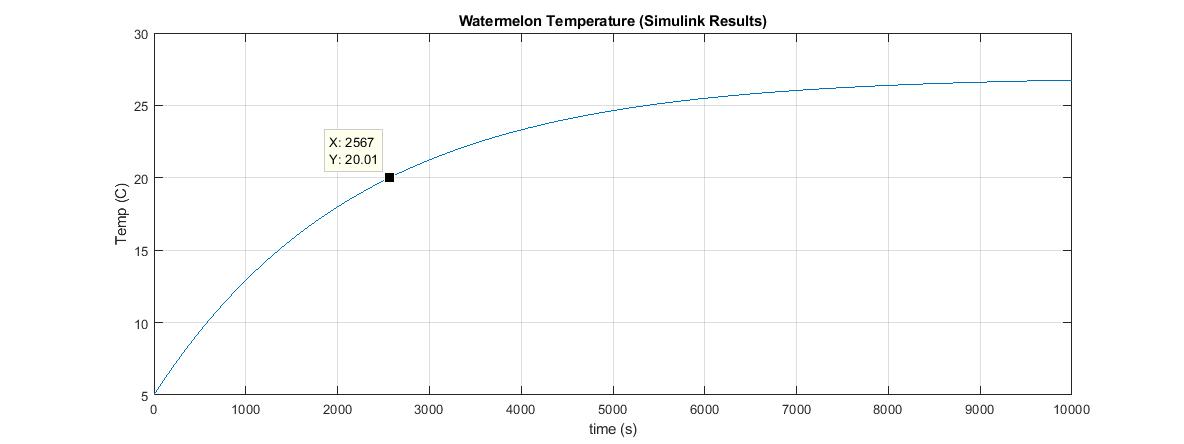 Watermelon Temperature (Simulink Results)
30
25
20
15
10
5
Temp (C)
X: 2567
Y: 20.01
0 1000 2000 3000 4000 5000 6000 7000 8000 9000 10000
time (s)